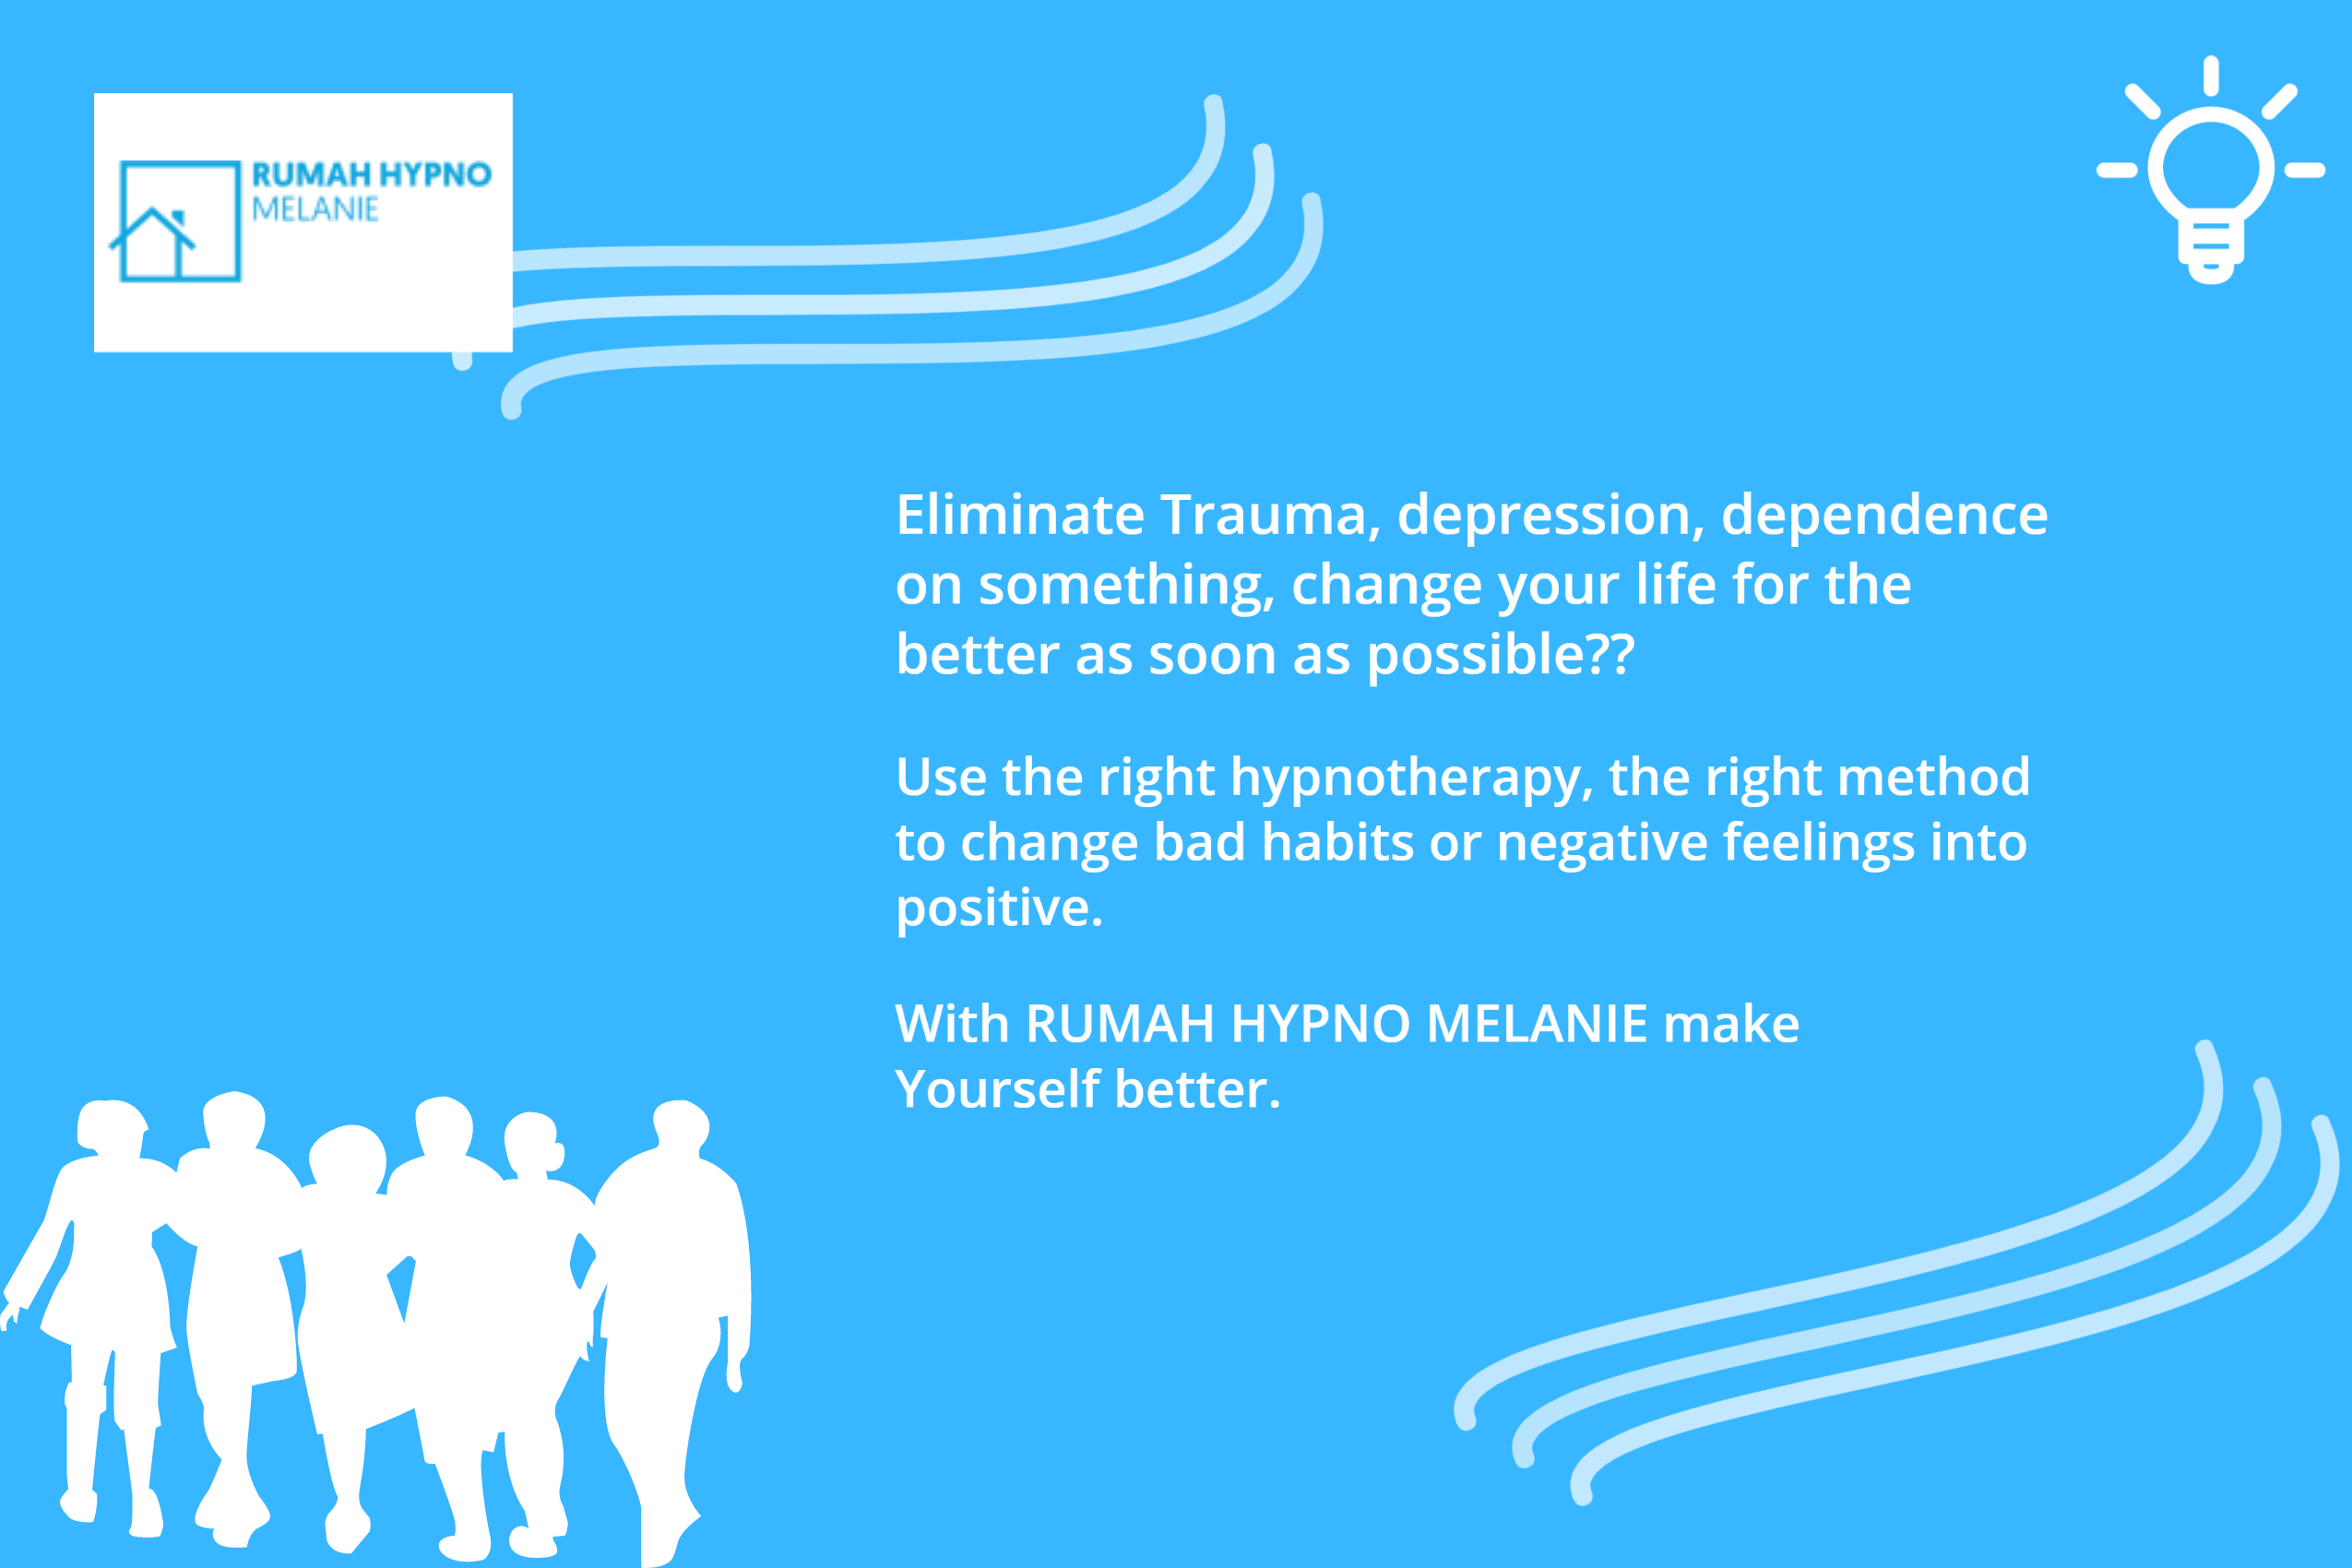 RUMAH HYPNO
MELANIE
Eliminate Trauma, depression, dependence
on something, change your life for the
better as soon as possible??
Use the right hypnotherapy, the right method
to change bad habits or negative feelings into
positive.
With RUMAH HYPNO MELANIE make
Yourself better.